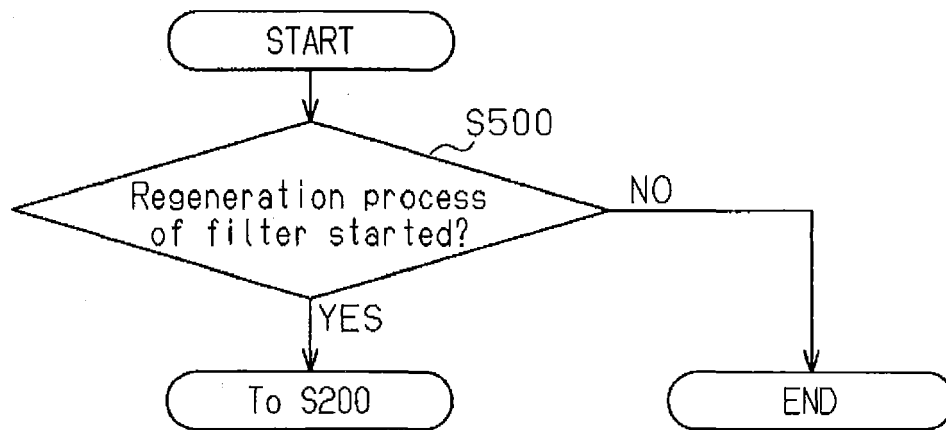 START
S500
Regeneration process
of filter started?
NO
YES
To S200
END